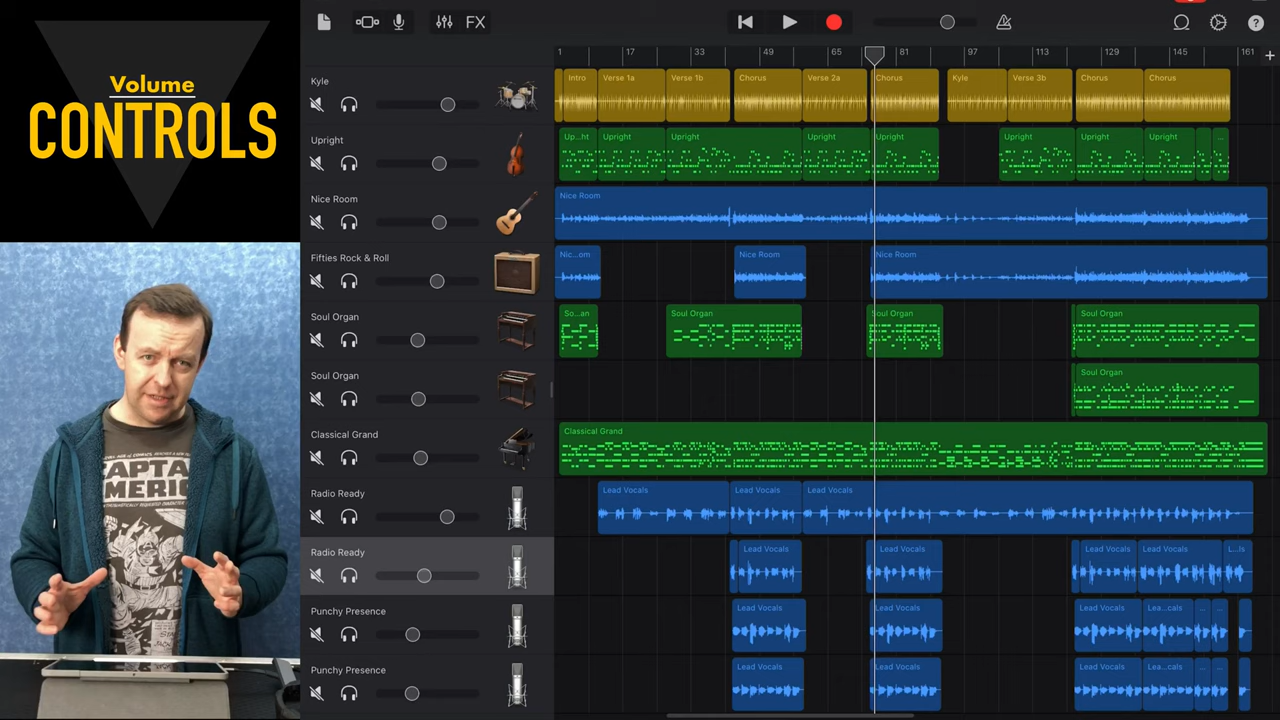 Volume
CONTROLS
FX
1 17 33 49 65 81 97 113 129 145 161
Kyle
Intro Verse 1a Verse 1b Chorus Verse 2a Chorus Kyle Verse 3b Chorus Chorus
Upright
Up...ht Upright Upright Upright Upright Upright Upright Upright Upright ...
Nice Room
Nice Room
Fifties Rock & Roll
Nic...om Nice Room Nice Room
Soul Organ
So...an Soul Organ Soul Organ Soul Organ
Soul Organ
Soul Organ
Classical Grand
Classical Grand
Radio Ready
Lead Vocals Lead Vocals Lead Vocals
Radio Ready
Lead Vocals Lead Vocals Lead Vocals Lead Vocals L...ls
Punchy Presence
Lead Vocals Lead Vocals Lead Vocals Lea...cals ... ...
Punchy Presence
Lead Vocals Lead Vocals Lead Vocals Lea...cals ... ...
CAPTA
MERIC